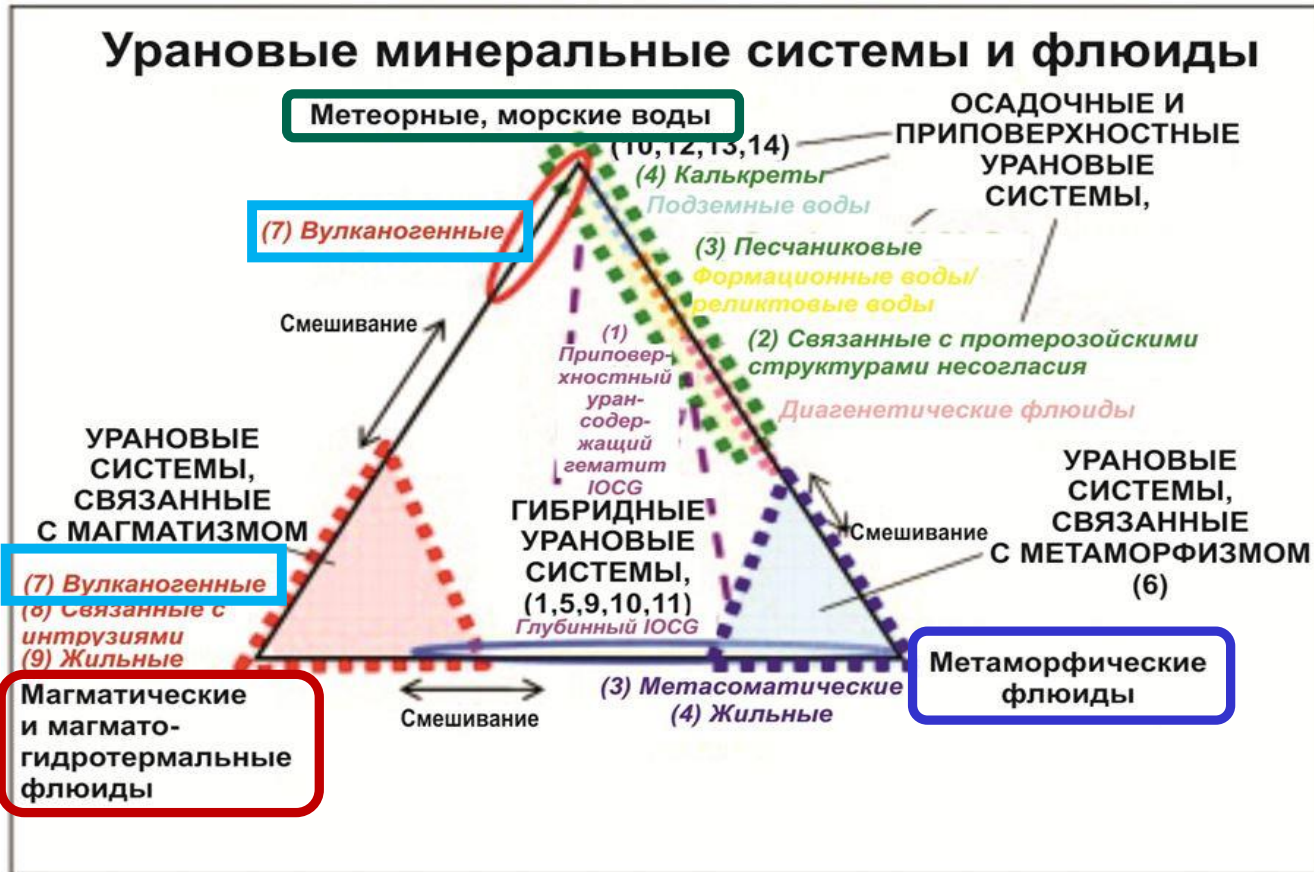 Урановые минеральные системы и флюиды
Метеорные, морские воды
ОСАДОЧНЫЕ И
ПРИПОВЕРХНОСТНЫЕ
УРАНОВЫЕ
СИСТЕМЫ,
(10,12,13,14)
(4) Калькреты
Подземные воды
(7) Вулканогенные
(3) Песчаниковые
Формационные воды/
реликтовые воды
Смешивание
(1)
Приповер-
хностный
уран-
содер-
жащий
гематит
IOCG
(2) Связанные с протерозойскими
структурами несогласия
Диагенетические флюиды
УРАНОВЫЕ
СИСТЕМЫ,
СВЯЗАННЫЕ
С МАГМАТИЗМОМ
(7) Вулканогенные
(8) Связанные с
интрузиями
(9) Жильные
ГИБРИДНЫЕ
УРАНОВЫЕ
СИСТЕМЫ,
(1,5,9,10,11)
Глубинный IOCG
УРАНОВЫЕ
СИСТЕМЫ,
СВЯЗАННЫЕ
С МЕТАМОРФИЗМОМ
(6)
Смешивание
Магматические
и магмато-
гидротермальные
флюиды
Смешивание
(3) Метасоматические
(4) Жильные
Метаморфические
флюиды